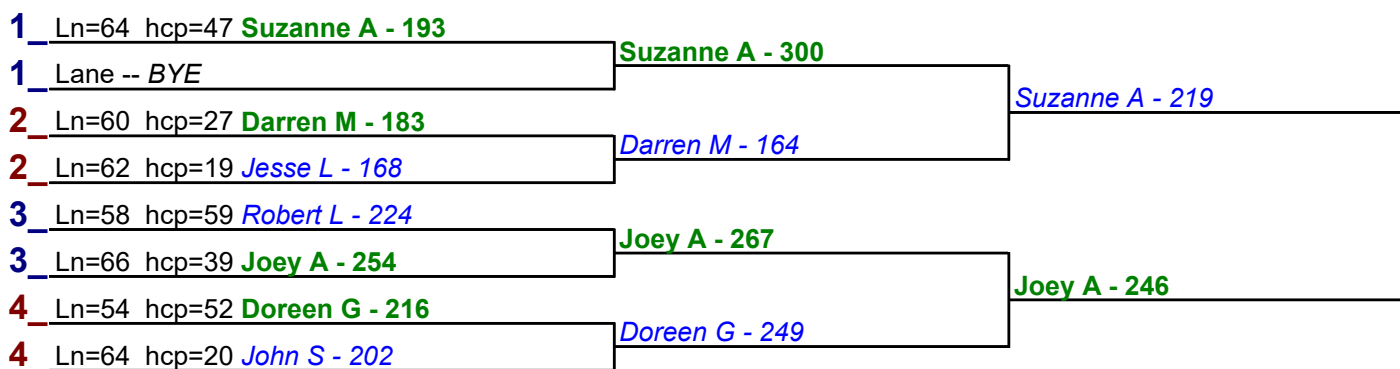 1_ Ln=64 hcp=47 Suzanne A - 193
Suzanne A - 300
1_ Lane -- BYE
Suzanne A - 219
2_ Ln=60 hcp=27 Darren M - 183
Darren M - 164
2_ Ln=62 hcp=19 Jesse L - 168
3_ Ln=58 hcp=59 Robert L - 224
Joey A - 267
3_ Ln=66 hcp=39 Joey A - 254
Joey A - 246
4_ Ln=54 hcp=52 Doreen G - 216
Doreen G - 249
4 Ln=64 hcp=20 John S - 202